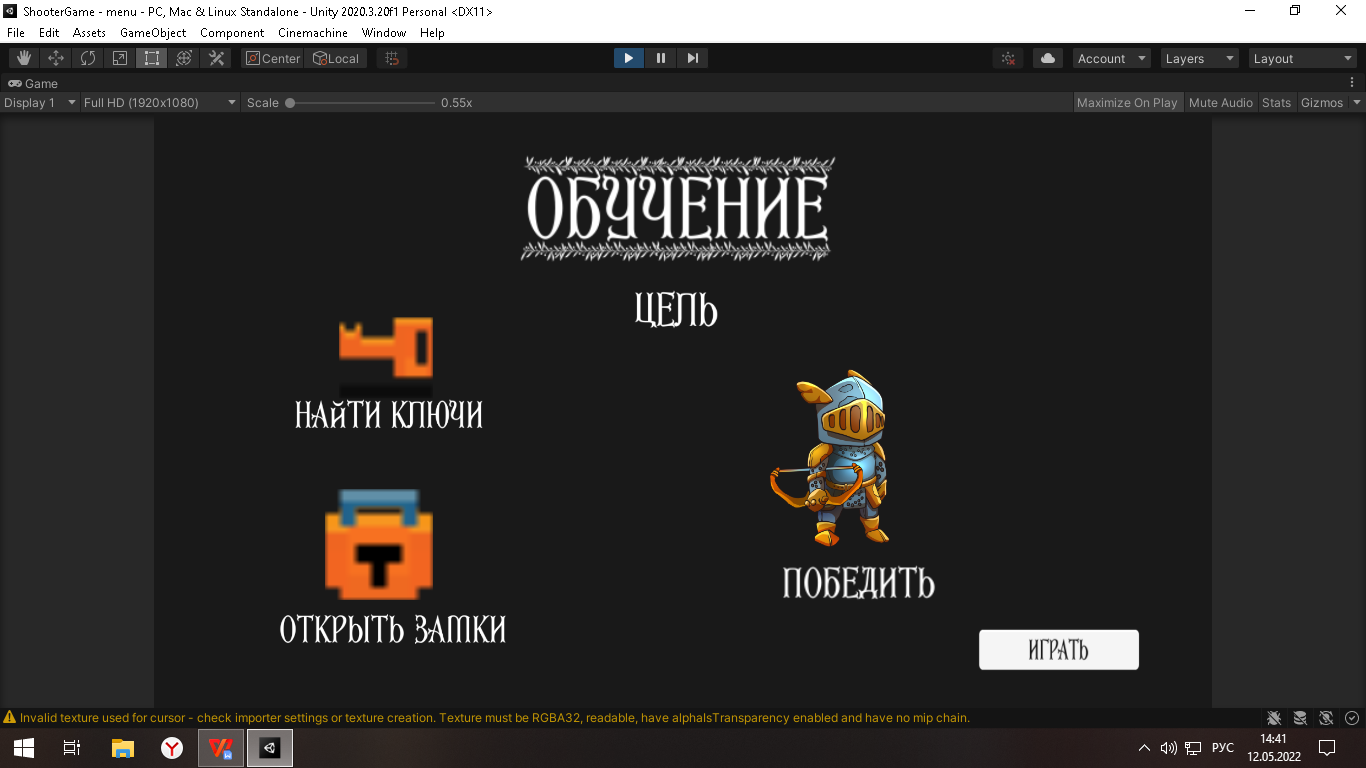 ShooterGame - menu - PC, Mac & Linux Standalone - Unity 2020.3.20f1 Personal <DX11>
File Edit Assets GameObject Component Cinemachine Window Help
Center Local Account Layers Layout
Game
Display 1 Full HD (1920x1080) Scale 0.55x Maximize On Play Mute Audio Stats Gizmos
ОБУЧЕНИЕ
ЦЕЛЬ
НАйТИ КЛЮЧИ
ОТКРЫТЬ ЗАМКИ
ПОБЕДИТЬ
ИГРАТЬ
Invalid texture used for cursor - check importer settings or texture creation. Texture must be RGBA32, readable, have alphaIsTransparency enabled and have no mip chain.
РУС
14:41
12.05.2022